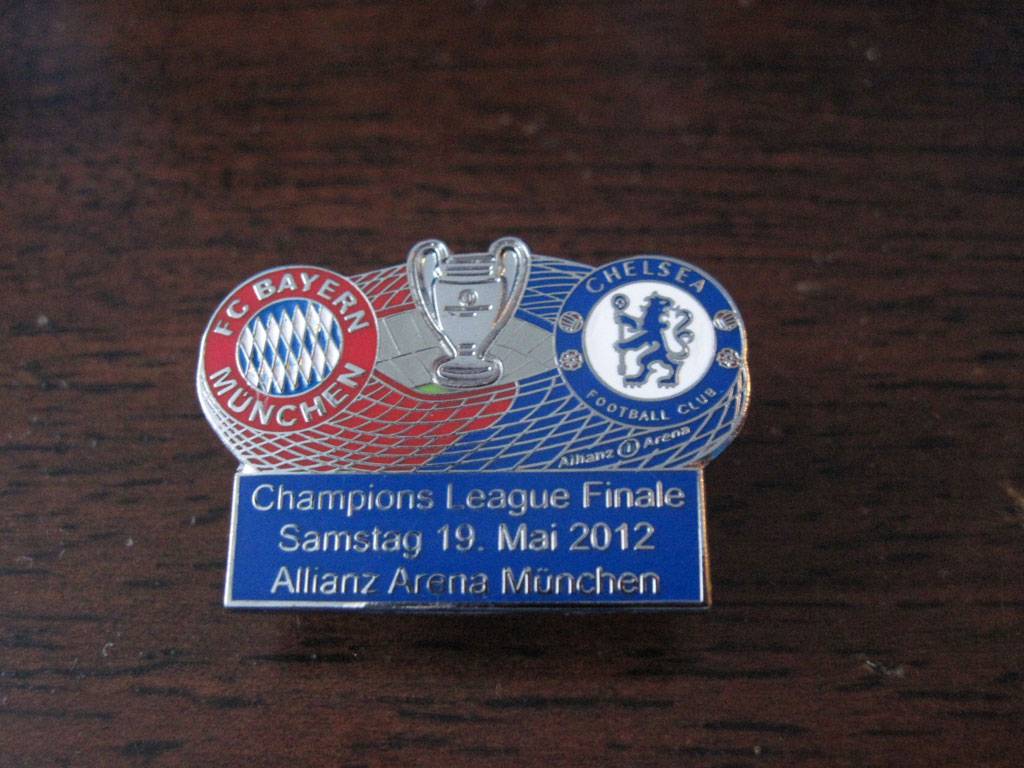 FC BAYERN
MÜNCHEN
CHELSEA
FOOTBALL CLUB
Allianz Arena
Champions League Finale
Samstag 19. Mai 2012
Allianz Arena München